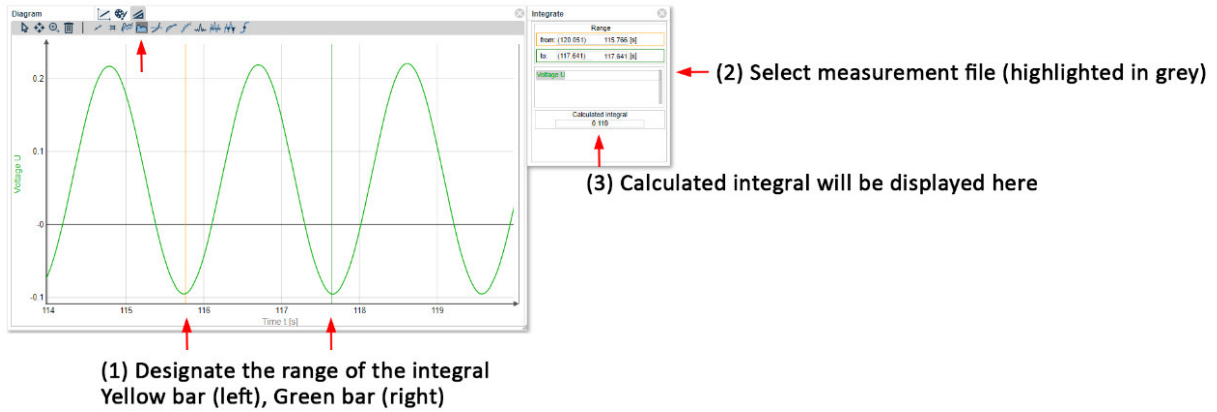 Diagram
Integrate
Range
from: (120.051) 115.766 [s]
to: (117.641) 117.641 [s]
Voltage U
Calculated integral
0.119
(2) Select measurement file (highlighted in grey)
(3) Calculated integral will be displayed here
0.2
0.1
-0
-0.1
Voltage U
114 115 116 117 118 119
Time t [s]
(1) Designate the range of the integral
Yellow bar (left), Green bar (right)